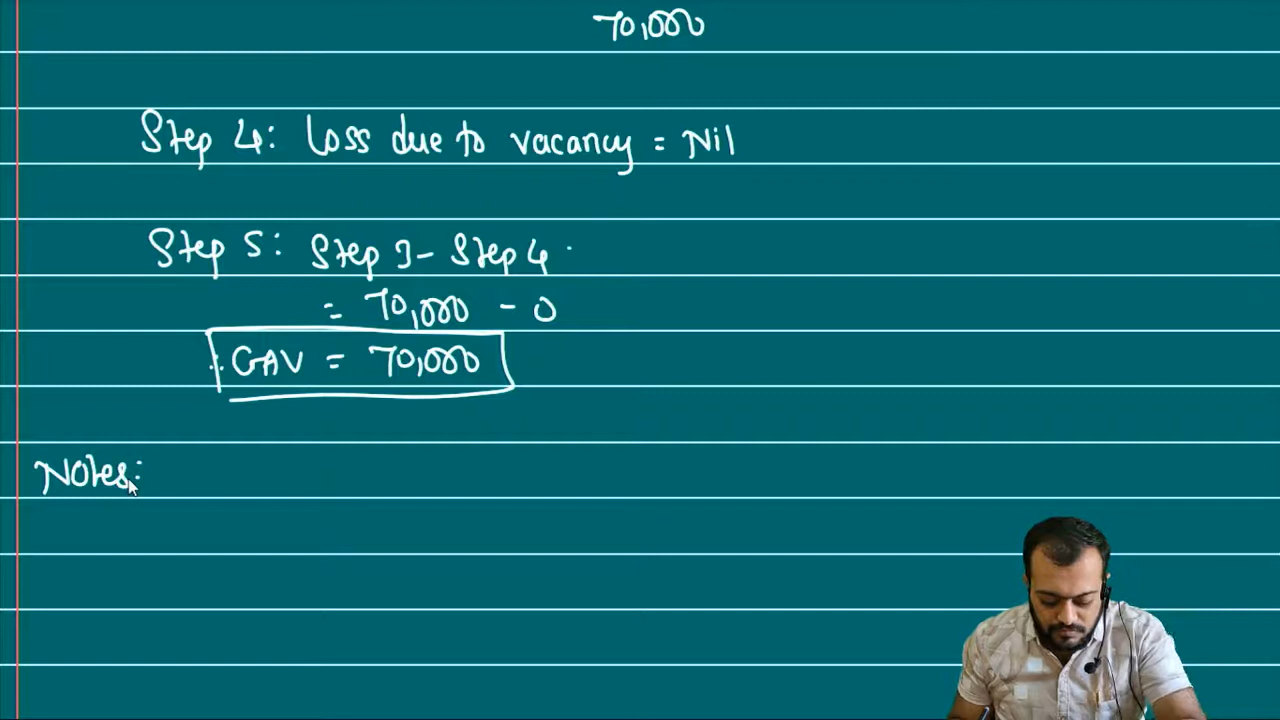 70,000
Step 4: Loss due to vacancy = Nil
Step 5: Step 3 - Step 4
= 70,000 - 0
∴ GAV = 70,000
Notes: